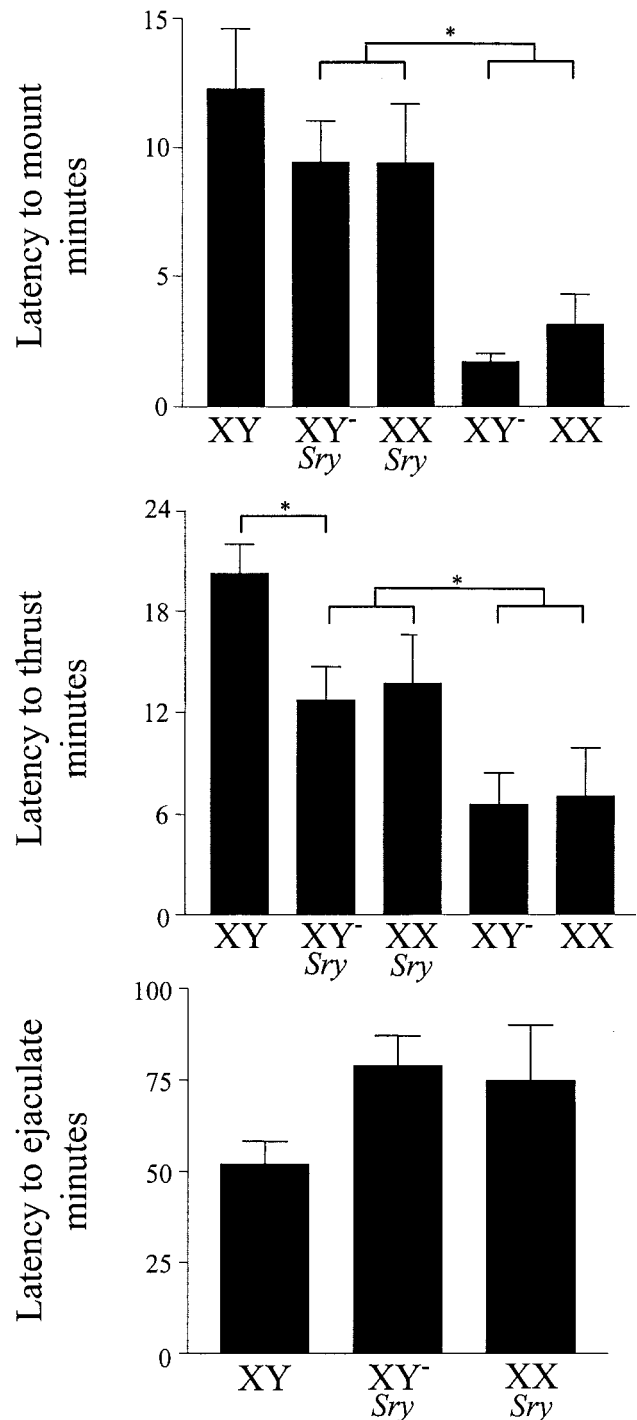 Latency to mount
minutes
15
10
5
0
*
XY XY⁻ XX XY⁻ XX
Sry Sry
Latency to thrust
minutes
24
18
12
6
0
*
*
XY XY⁻ XX XY⁻ XX
Sry Sry
Latency to ejaculate
minutes
100
75
50
25
0
XY XY⁻ XX
Sry Sry